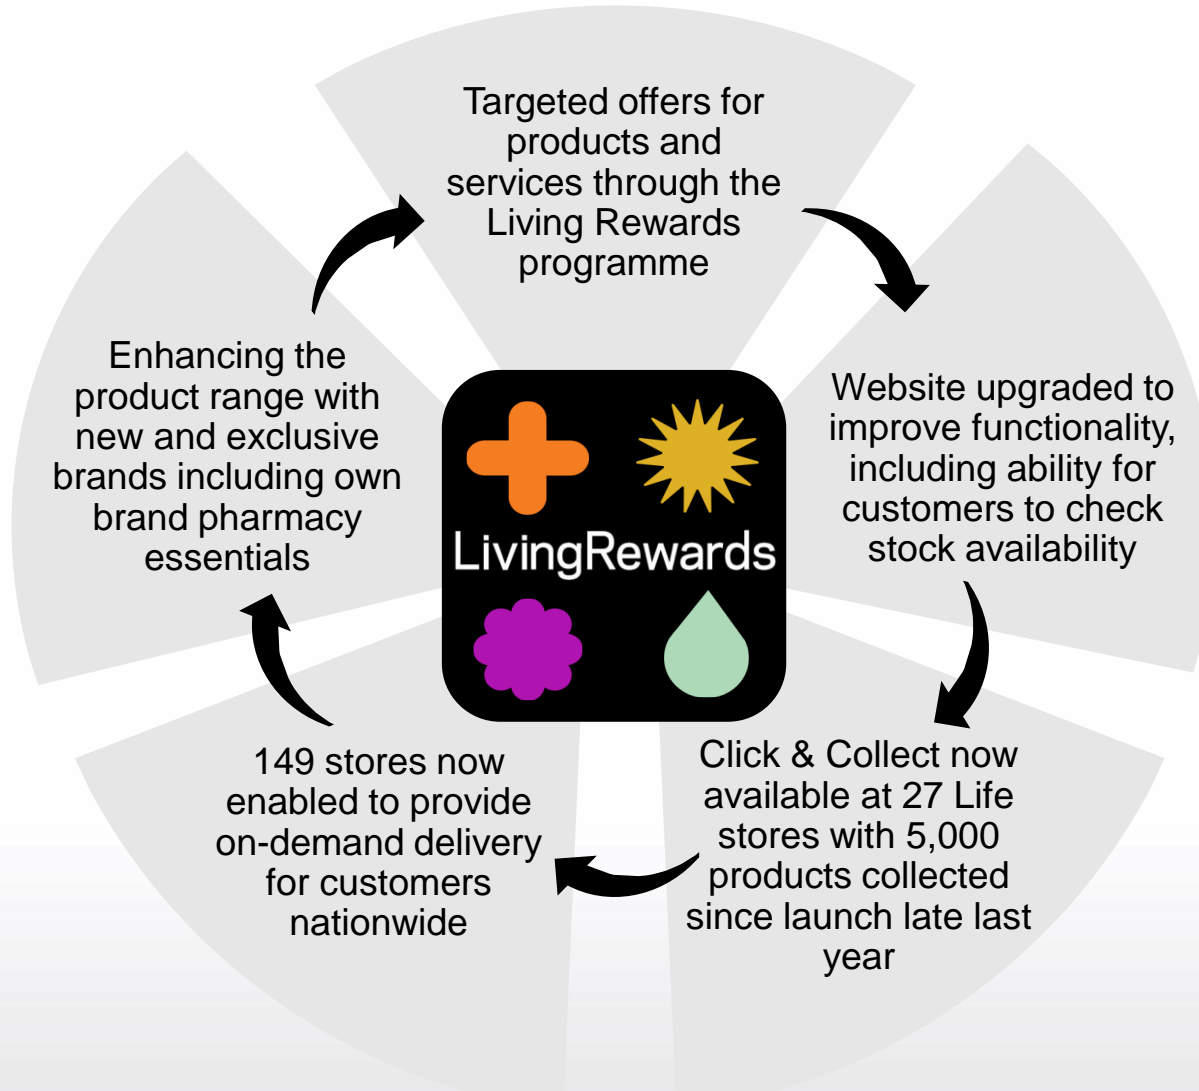 Targeted offers for
products and
services through the
Living Rewards
programme
Website upgraded to
improve functionality,
including ability for
customers to check
stock availability
Click & Collect now
available at 27 Life
stores with 5,000
products collected
since launch late last
year
149 stores now
enabled to provide
on-demand delivery
for customers
nationwide
Enhancing the
product range with
new and exclusive
brands including own
brand pharmacy
essentials
LivingRewards